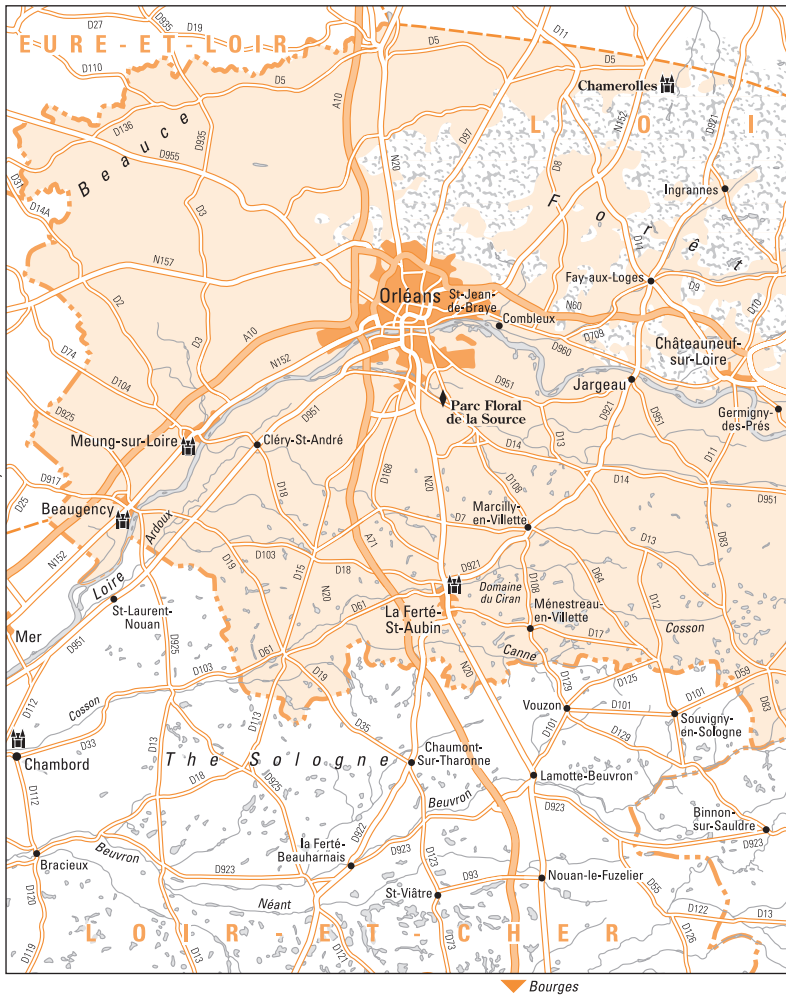 D27
D935
D19
EURE-ET-LOIR
D110
D5
D11
D5
D5
Chamerolles
A10
N152
D921
L O I
D136
D935
D955
Beauce
N20
D97
D8
D31
D14A
D3
Ingrannes
Forêt
D11
N157
Fay-aux-Loges
D9
D2
Orléans
St-Jean-
de-Braye
N60
D10
Combleux
D709
D960
Châteauneuf-
sur-Loire
A10
D3
N152
D74
D104
D951
D951
Jargeau
D921
D951
D925
Parc Floral
de la Source
Germigny-
des-Prés
Meung-sur-Loire
Cléry-St-André
D14
D13
D11
D168
D14
D917
D25
D18
N20
D108
D951
Beaugency
Ardoux
Marcilly-
en-Villette
D7
A71
D13
D83
N152
D19
D103
D15
D18
D921
D64
Loire
N20
D61
Domaine
du Ciran
D108
D12
St-Laurent-
Nouan
La Ferté-
St-Aubin
Ménestreau-
en-Villette
Cosson
Mer
D951
D925
D61
D17
Canne
D103
D19
N20
D59
D129
D125
D112
Cosson
D113
D35
Vouzon
D101
D101
D83
Souvigny-
en-Sologne
D33
D13
D101
D129
Chambord
The Sologne
Chaumont-
Sur-Tharonne
D18
D925
Lamotte-Beuvron
D112
Beuvron
D923
D922
Binnon-
sur-Sauldre
la Ferté-
Beauharnais
D923
D923
Beuvron
Bracieux
D923
D123
D93
Nouan-le-Fuzelier
D55
D120
Néant
St-Viâtre
D122
D13
LOIR-ET-CHER
D119
D13
D121
D73
D126
Bourges